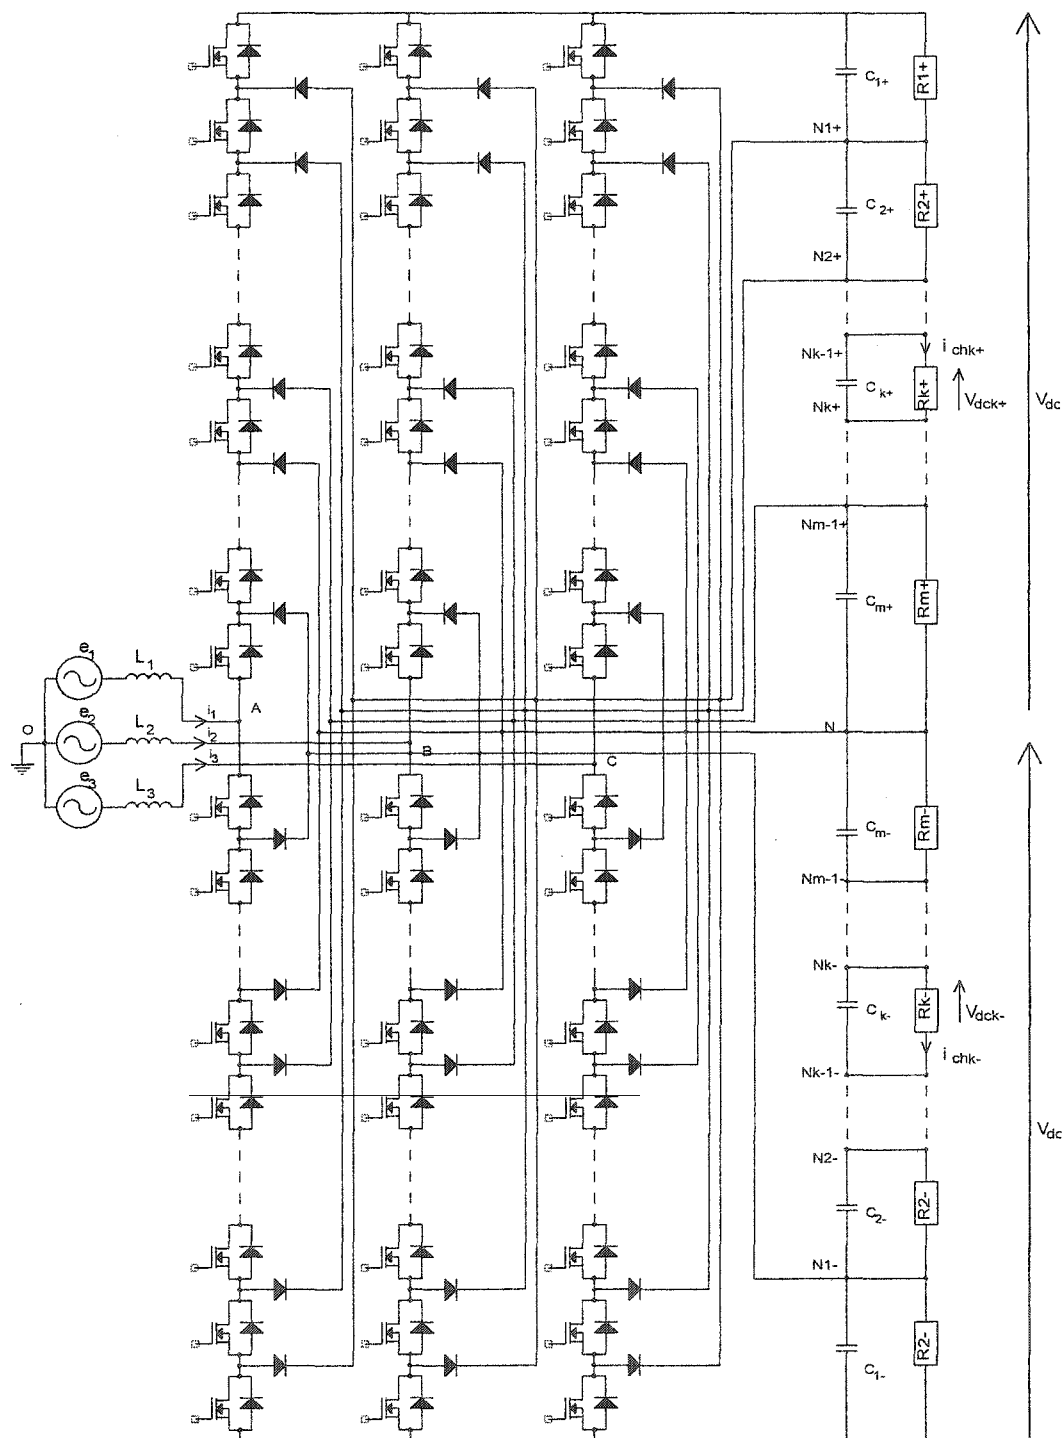 C1+
R1+
N1+
C2+
R2+
N2+
Nk-1+
ichk+
Ck+
Rk+
Vdck+
Nk+
Vdc
Nm-1+
Cm+
Rm+
e1
L1
i1
A
O
e2
L2
i2
B
N
i3
C
e3
L3
Cm-
Rm-
Nm-1-
Nk-
Ck-
Rk-
Vdck-
ichk-
Nk-1-
Vdc
N2-
C2-
R2-
N1-
C1-
R2-